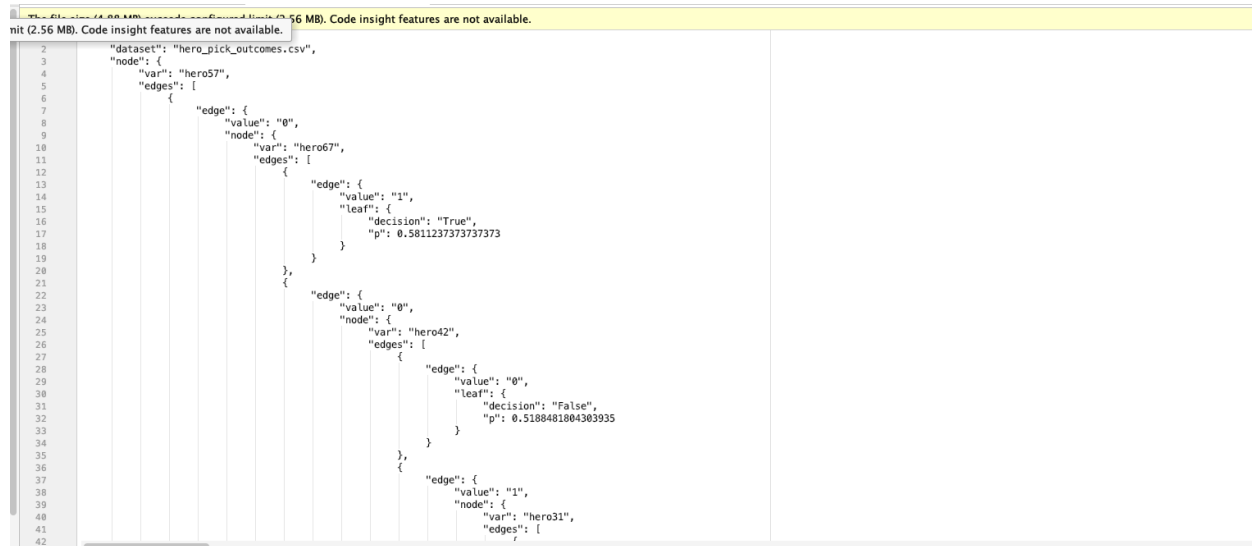 The file size (4.88 MB) exceeds configured limit (2.56 MB). Code insight features are not available.
mit (2.56 MB). Code insight features are not available.
2 "dataset": "hero_pick_outcomes.csv",
3 "node": {
4 "var": "hero57",
5 "edges": [
6 {
7 "edge": {
8 "value": "0",
9 "node": {
10 "var": "hero67",
11 "edges": [
12 {
13 "edge": {
14 "value": "1",
15 "leaf": {
16 "decision": "True",
17 "p": 0.5811237373737373
18 }
19 }
20 },
21 {
22 "edge": {
23 "value": "0",
24 "node": {
25 "var": "hero42",
26 "edges": [
27 {
28 "edge": {
29 "value": "0",
30 "leaf": {
31 "decision": "False",
32 "p": 0.5188481804303935
33 }
34 }
35 },
36 {
37 "edge": {
38 "value": "1",
39 "node": {
40 "var": "hero31",
41 "edges": [
42 {